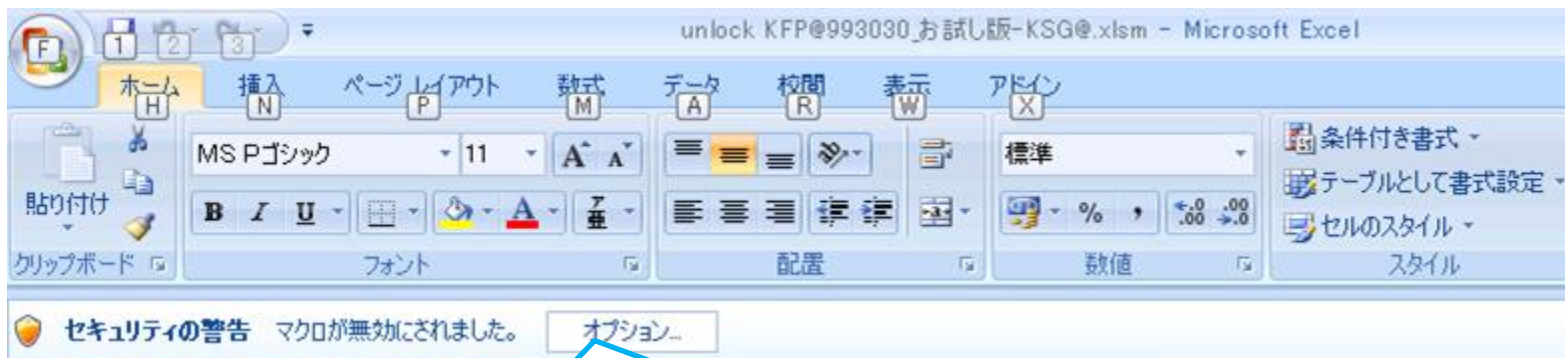 unlock KFP@993030_お試し版-KSG@.xlsm - Microsoft Excel
F 1 2 3
ホーム 挿入 ページ レイアウト 数式 データ 校閲 表示 アドイン
H N P M A R W X
MS Pゴシック 11 A A 標準 条件付き書式
貼り付け B I U A ア亜 a % , .0 .00 .00 .0 テーブルとして書式設定
セルのスタイル
クリップボード フォント 配置 数値 スタイル
セキュリティの警告 マクロが無効にされました。 オプション...